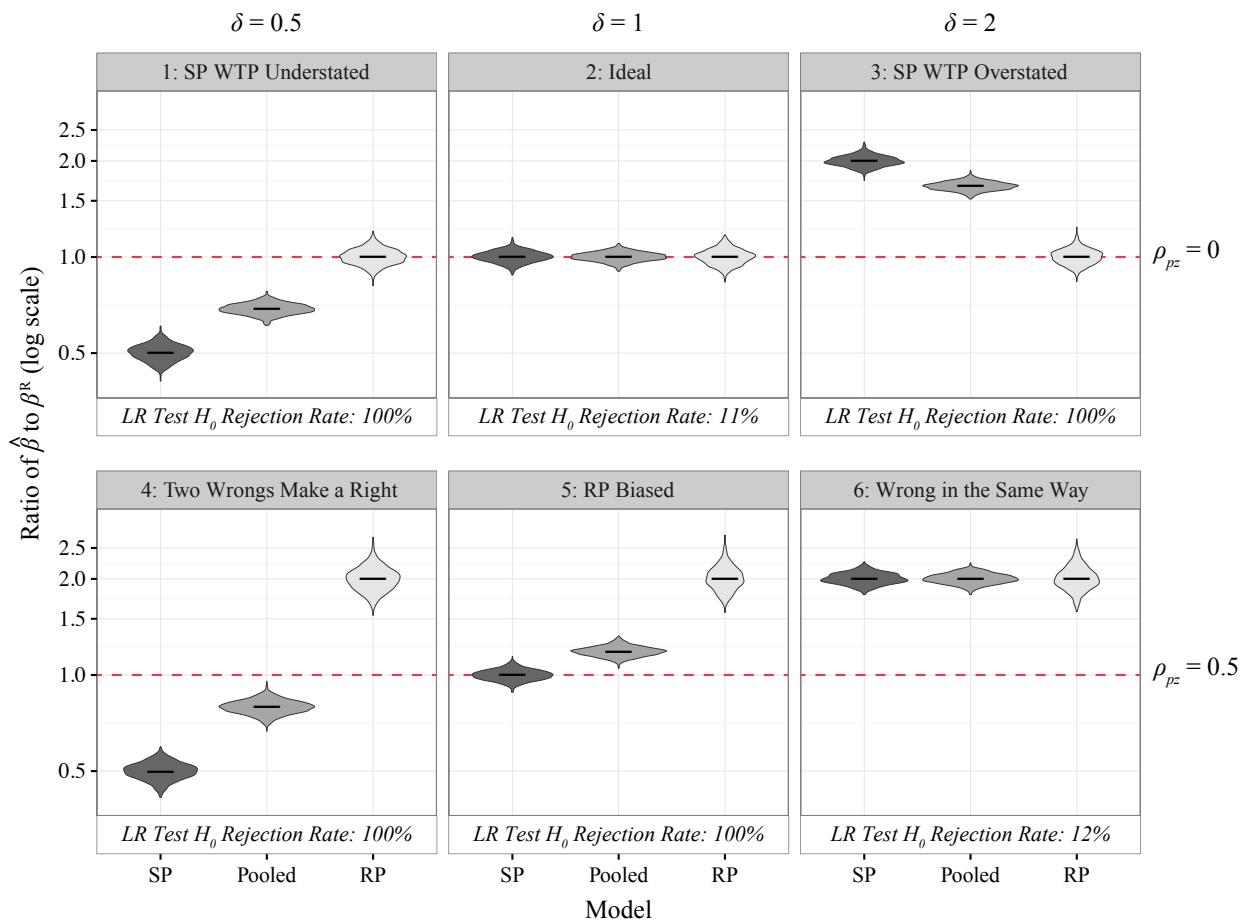 δ = 0.5
δ = 1
δ = 2
1: SP WTP Understated
2: Ideal
3: SP WTP Overstated
2.5
2.0
1.5
1.0
0.5
ρpz = 0
LR Test H0 Rejection Rate: 100%
LR Test H0 Rejection Rate: 11%
LR Test H0 Rejection Rate: 100%
Ratio of β̂ to βR (log scale)
4: Two Wrongs Make a Right
5: RP Biased
6: Wrong in the Same Way
2.5
2.0
1.5
1.0
0.5
ρpz = 0.5
LR Test H0 Rejection Rate: 100%
LR Test H0 Rejection Rate: 100%
LR Test H0 Rejection Rate: 12%
SP Pooled RP
SP Pooled RP
SP Pooled RP
Model